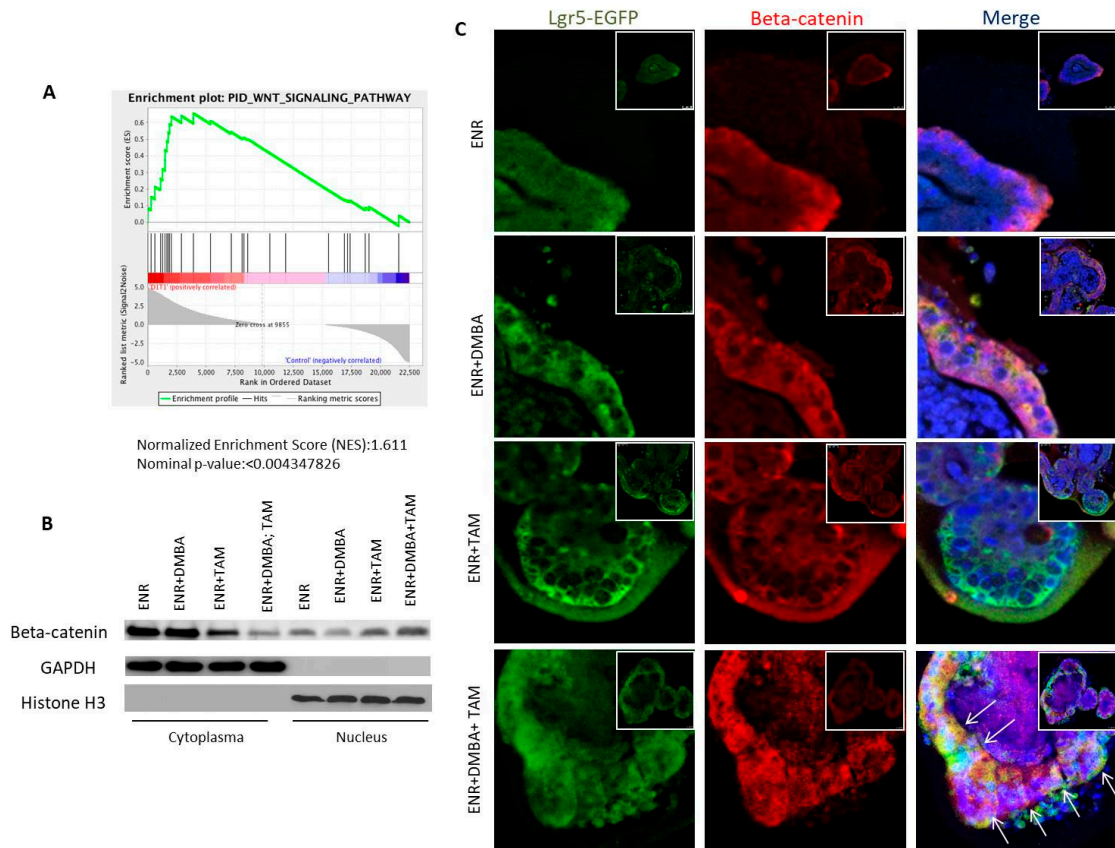 A
Enrichment plot: PID_WNT_SIGNALING_PATHWAY
Enrichment score (ES)
0.6
0.5
0.4
0.3
0.2
0.1
0.0
(positively correlated)
Ranked list metric (Signal2Noise)
5.0
2.5
0.0
-2.5
-5.0
Zero cross at 9855
'Control' (negatively correlated)
0 2,500 5,000 7,500 10,000 12,500 15,000 17,500 20,000 22,500
Rank in Ordered Dataset
Enrichment profile Hits Ranking metric scores
Normalized Enrichment Score (NES):1.611
Nominal p-value:<0.004347826
B
ENR
ENR+DMBA
ENR+TAM
ENR+DMBA; TAM
ENR
ENR+DMBA
ENR+TAM
ENR+DMBA+TAM
Beta-catenin
GAPDH
Histone H3
Cytoplasma Nucleus
C
Lgr5-EGFP Beta-catenin Merge
ENR
ENR+DMBA
ENR+TAM
ENR+DMBA+ TAM